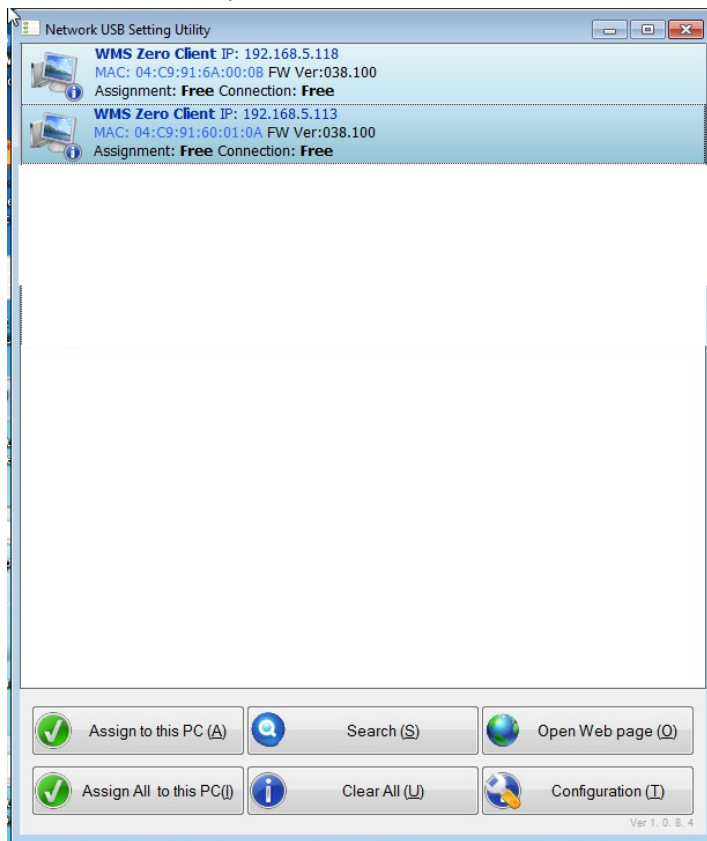 Network USB Setting Utility
WMS Zero Client IP: 192.168.5.118
MAC: 04:C9:91:6A:00:0B FW Ver:038.100
Assignment: Free Connection: Free
WMS Zero Client IP: 192.168.5.113
MAC: 04:C9:91:60:01:0A FW Ver:038.100
Assignment: Free Connection: Free
Assign to this PC (A)
Search (S)
Open Web page (O)
Assign All to this PC(I)
Clear All (U)
Configuration (T)
Ver 1. 0. 8. 4